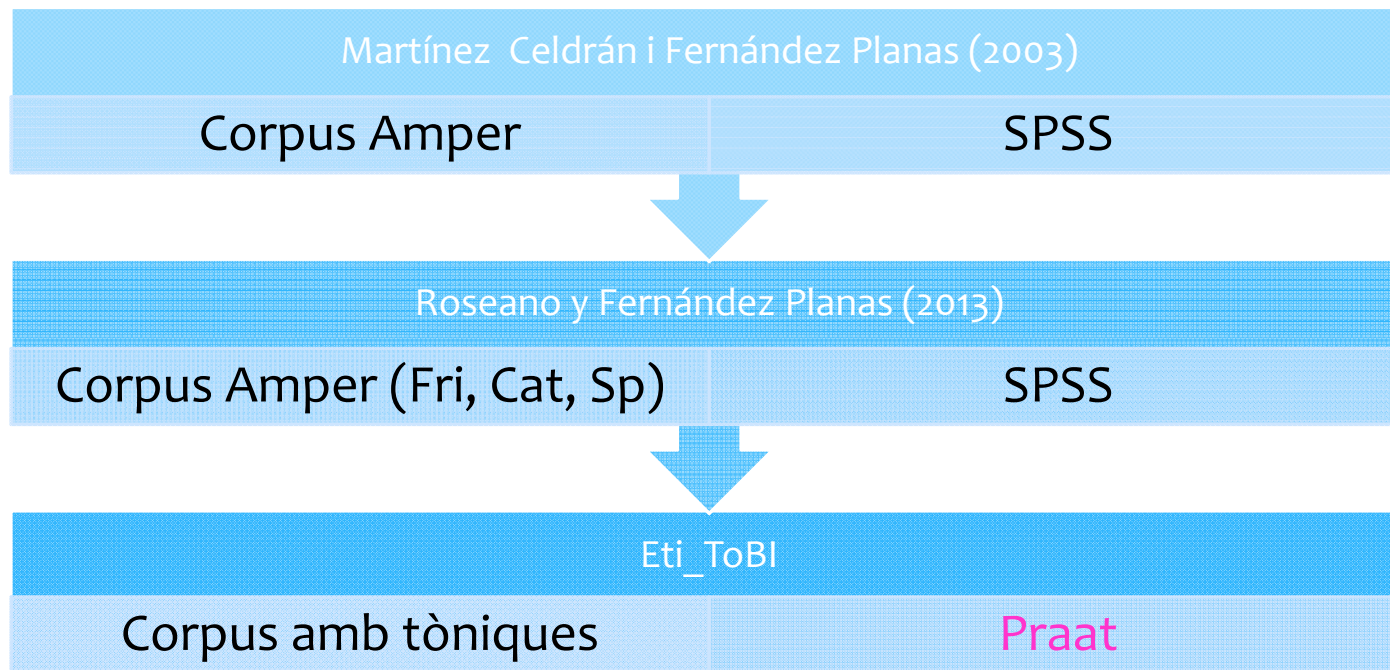 Martínez Celdrán i Fernández Planas (2003)
Corpus Amper SPSS
Roseano y Fernández Planas (2013)
Corpus Amper (Fri, Cat, Sp) SPSS
Eti_ToBI
Corpus amb tòniques Praat